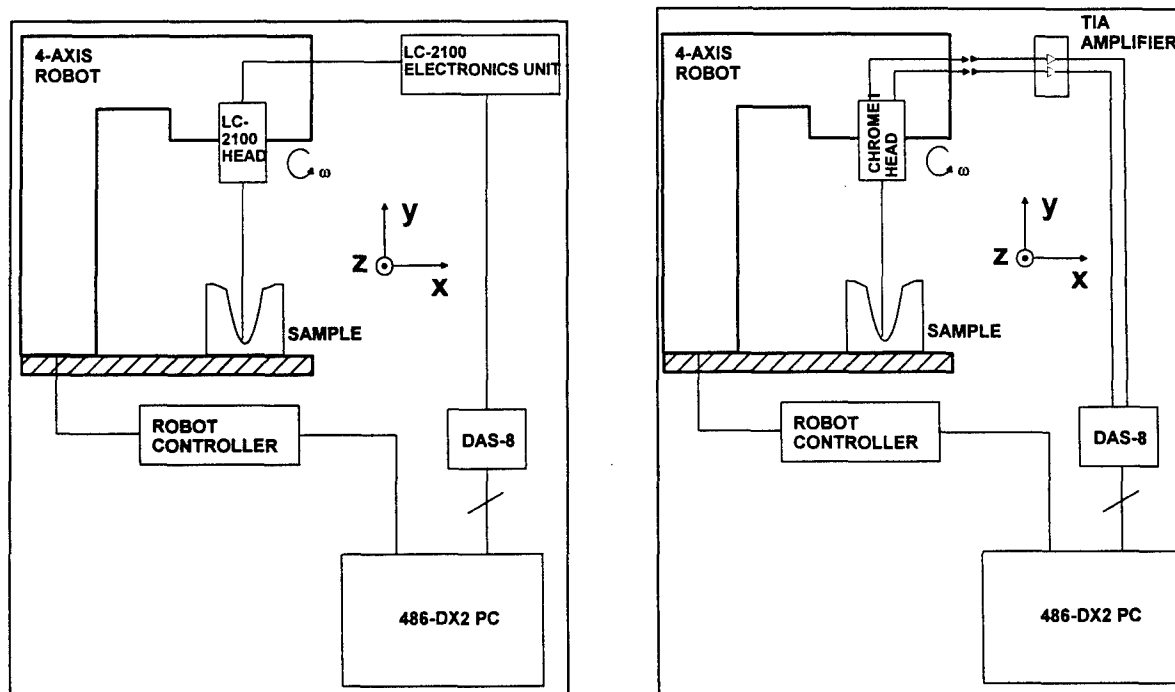 4-AXIS
ROBOT
LC-2100
ELECTRONICS UNIT
LC-
2100
HEAD
ω
y
z
x
SAMPLE
ROBOT
CONTROLLER
DAS-8
486-DX2 PC
4-AXIS
ROBOT
TIA
AMPLIFIER
CHROMET
HEAD
ω
y
z
x
SAMPLE
ROBOT
CONTROLLER
DAS-8
486-DX2 PC